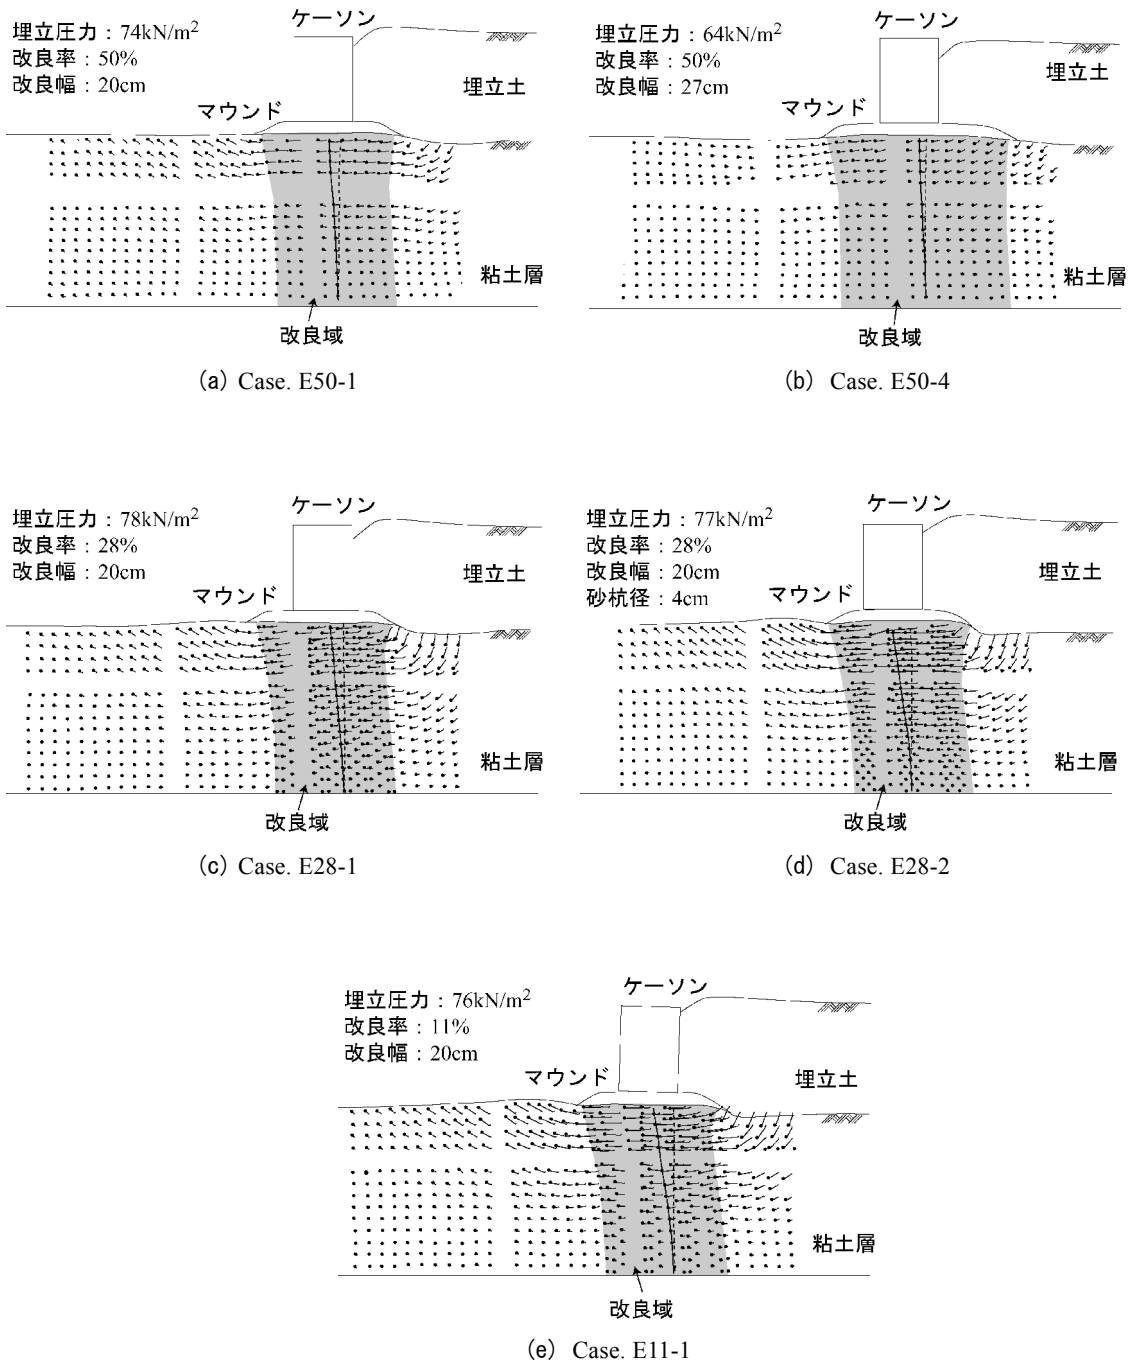 埋立圧力：74kN/m2
改良率：50%
改良幅：20cm
ケーソン
埋立土
マウンド
粘土層
改良域
(a) Case. E50-1
埋立圧力：64kN/m2
改良率：50%
改良幅：27cm
ケーソン
埋立土
マウンド
粘土層
改良域
(b) Case. E50-4
埋立圧力：78kN/m2
改良率：28%
改良幅：20cm
ケーソン
埋立土
マウンド
粘土層
改良域
(c) Case. E28-1
埋立圧力：77kN/m2
改良率：28%
改良幅：20cm
砂杭径：4cm
ケーソン
埋立土
マウンド
粘土層
改良域
(d) Case. E28-2
埋立圧力：76kN/m2
改良率：11%
改良幅：20cm
ケーソン
マウンド
埋立土
粘土層
改良域
(e) Case. E11-1